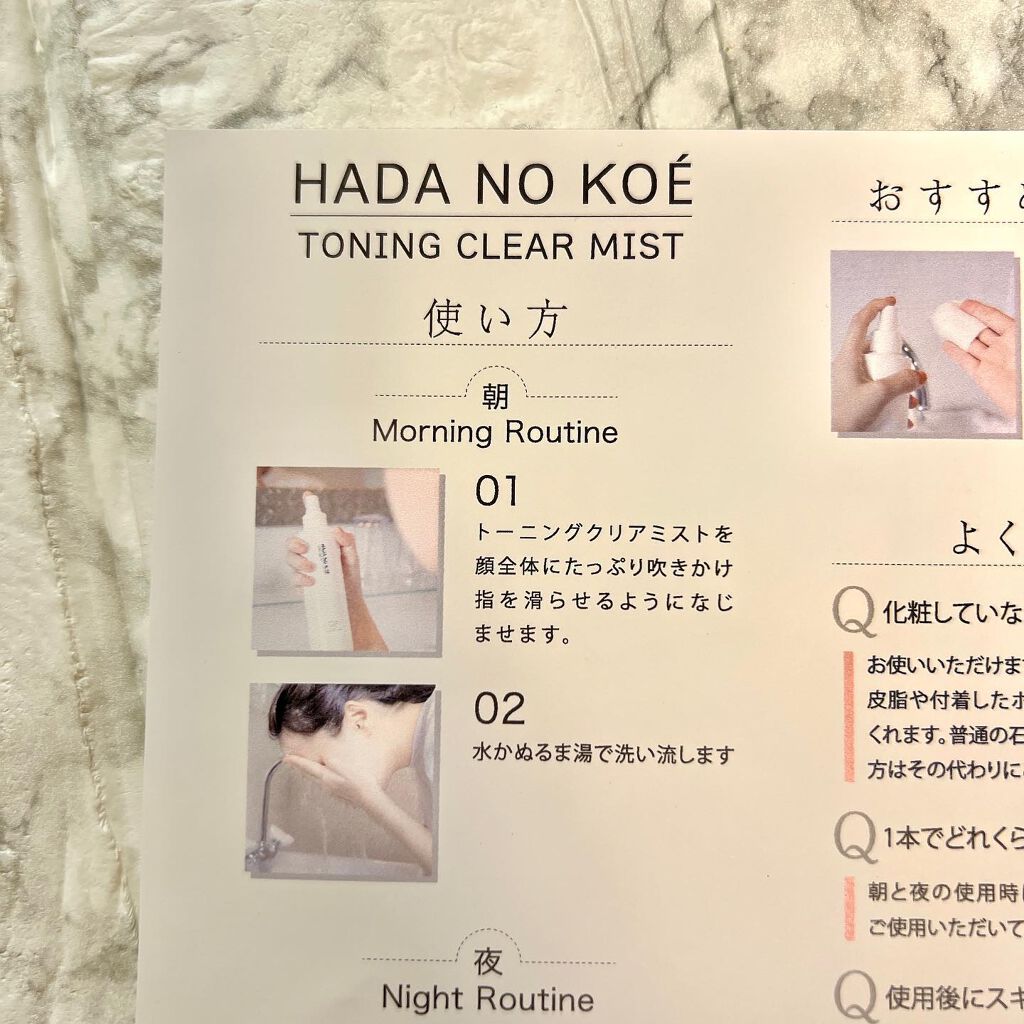 HADA NO KOÉ
TONING CLEAR MIST
使い方
朝
Morning Routine
01
トーニングクリアミストを
顔全体にたっぷり吹きかけ
指を滑らせるようになじ
ませます。
02
水かぬるま湯で洗い流します
夜
Night Routine
おすす
よく
Q 化粧していな
お使いいただけます
皮脂や付着したホ
くれます。普通の石
方はその代わりに
Q 1本でどれくら
朝と夜の使用時
ご使用いただいて
Q 使用後にスキ